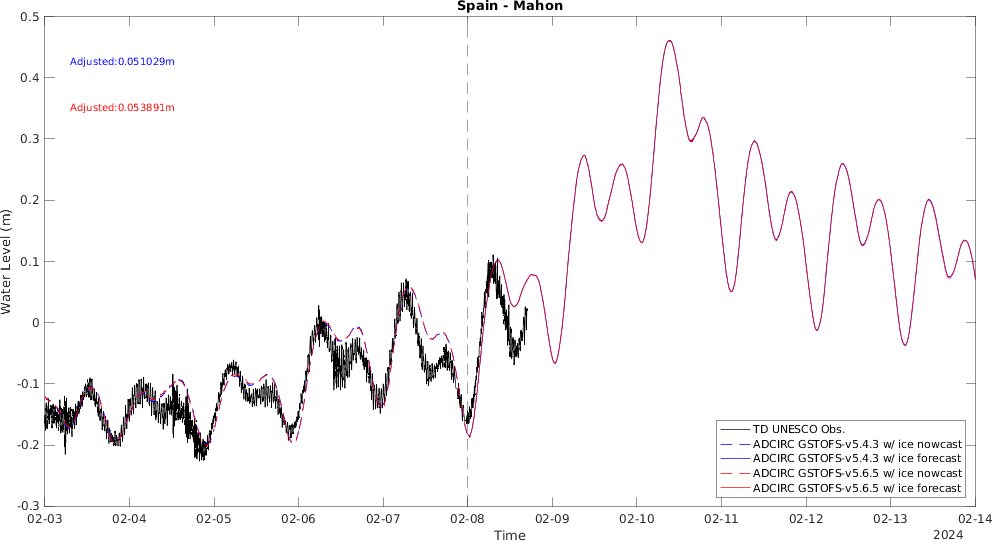 Spain - Mahon
0.5
0.4
0.3
0.2
0.1
0
-0.1
-0.2
-0.3
Water Level (m)
Adjusted:0.051029m
Adjusted:0.053891m
TD UNESCO Obs.
ADCIRC GSTOFS-v5.4.3 w/ ice nowcast
ADCIRC GSTOFS-v5.4.3 w/ ice forecast
ADCIRC GSTOFS-v5.6.5 w/ ice nowcast
ADCIRC GSTOFS-v5.6.5 w/ ice forecast
02-03 02-04 02-05 02-06 02-07 02-08 02-09 02-10 02-11 02-12 02-13 02-14
Time
2024